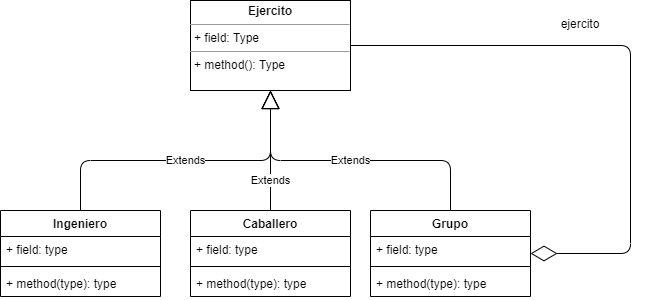 Ejercito
+ field: Type
+ method(): Type
ejercito
Extends
Extends
Extends
Ingeniero
+ field: type
+ method(type): type
Caballero
+ field: type
+ method(type): type
Grupo
+ field: type
+ method(type): type